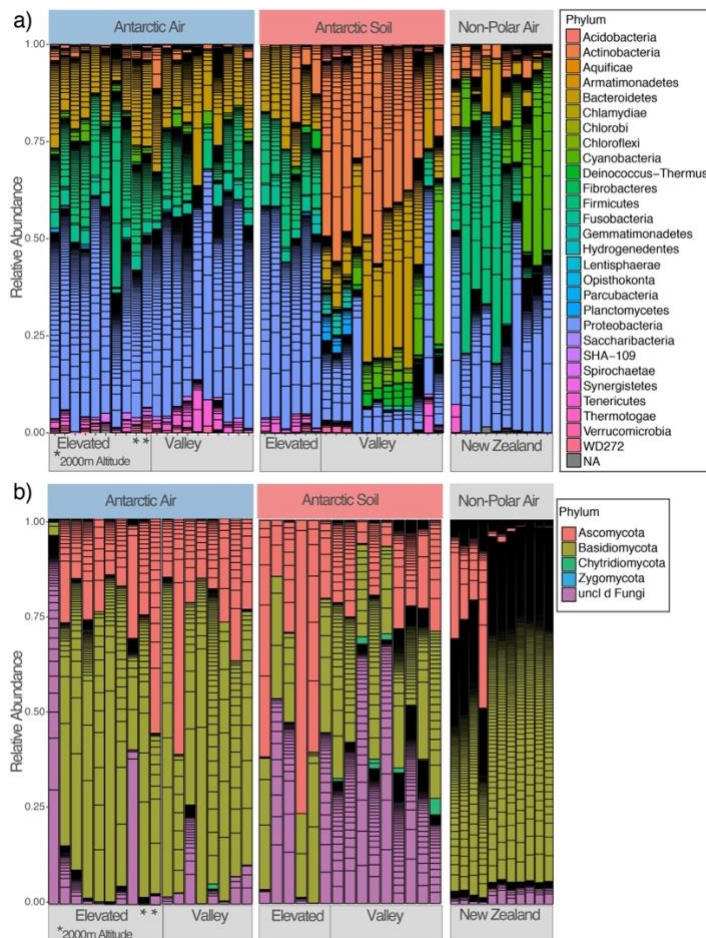 a)
Antarctic Air
Antarctic Soil
Non-Polar Air
1.00
0.75
0.50
0.25
0.00
Relative Abundance
Elevated
* *
Valley
*2000m Altitude
Elevated
Valley
New Zealand
Phylum
Acidobacteria
Actinobacteria
Aquificae
Armatimonadetes
Bacteroidetes
Chlamydiae
Chlorobi
Chloroflexi
Cyanobacteria
Deinococcus-Thermus
Fibrobacteres
Firmicutes
Fusobacteria
Gemmatimonadetes
Hydrogenedentes
Lentisphaerae
Opisthokonta
Parcubacteria
Planctomycetes
Proteobacteria
Saccharibacteria
SHA-109
Spirochaetae
Synergistetes
Tenericutes
Thermotogae
Verrucomicrobia
WD272
NA
b)
Antarctic Air
Antarctic Soil
Non-Polar Air
1.00
0.75
0.50
0.25
0.00
Relative Abundance
Elevated
* *
Valley
*2000m Altitude
Elevated
Valley
New Zealand
Phylum
Ascomycota
Basidiomycota
Chytridiomycota
Zygomycota
uncl d Fungi